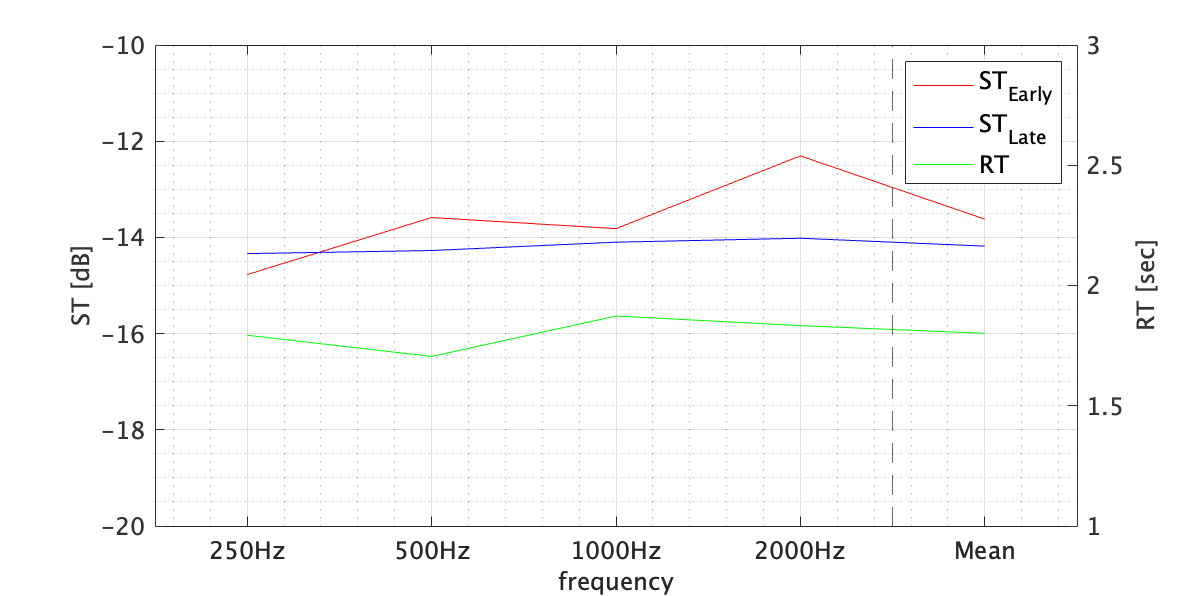 −10
−12
−14
−16
−18
−20
ST [dB]
3
2.5
2
1.5
1
RT [sec]
ST_Early
ST_Late
RT
250Hz 500Hz 1000Hz 2000Hz Mean
frequency